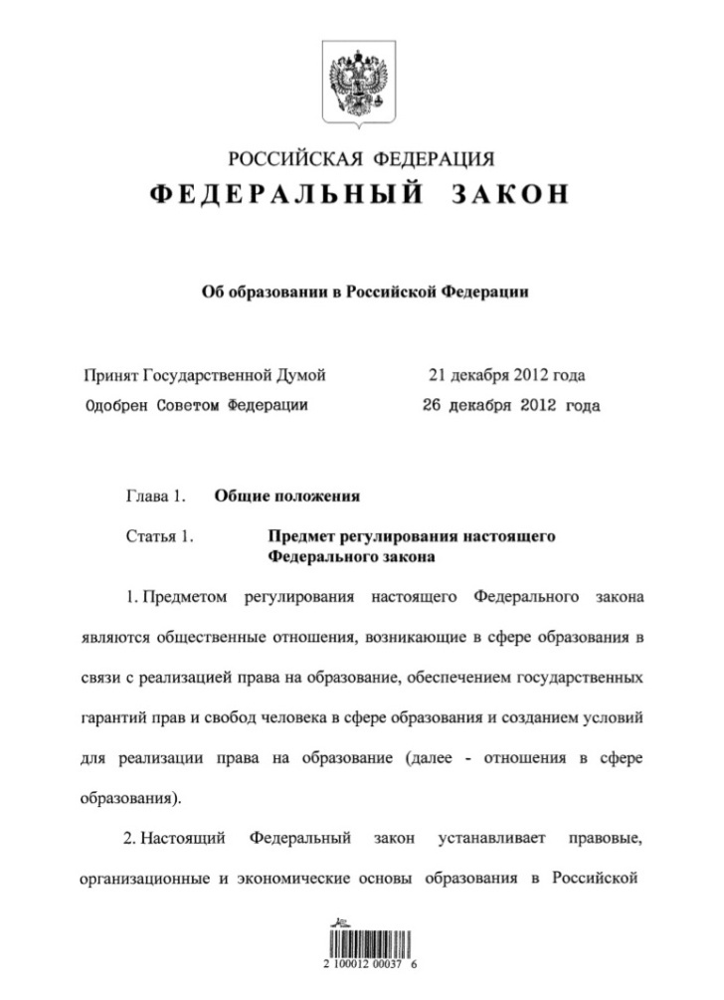 РОССИЙСКАЯ ФЕДЕРАЦИЯ
ФЕДЕРАЛЬНЫЙ ЗАКОН
Об образовании в Российской Федерации
Принят Государственной Думой 21 декабря 2012 года
Одобрен Советом Федерации 26 декабря 2012 года
Глава 1. Общие положения
Статья 1. Предмет регулирования настоящего
Федерального закона
1. Предметом регулирования настоящего Федерального закона
являются общественные отношения, возникающие в сфере образования в
связи с реализацией права на образование, обеспечением государственных
гарантий прав и свобод человека в сфере образования и созданием условий
для реализации права на образование (далее - отношения в сфере
образования).
2. Настоящий Федеральный закон устанавливает правовые,
организационные и экономические основы образования в Российской
2 100012 00037 6